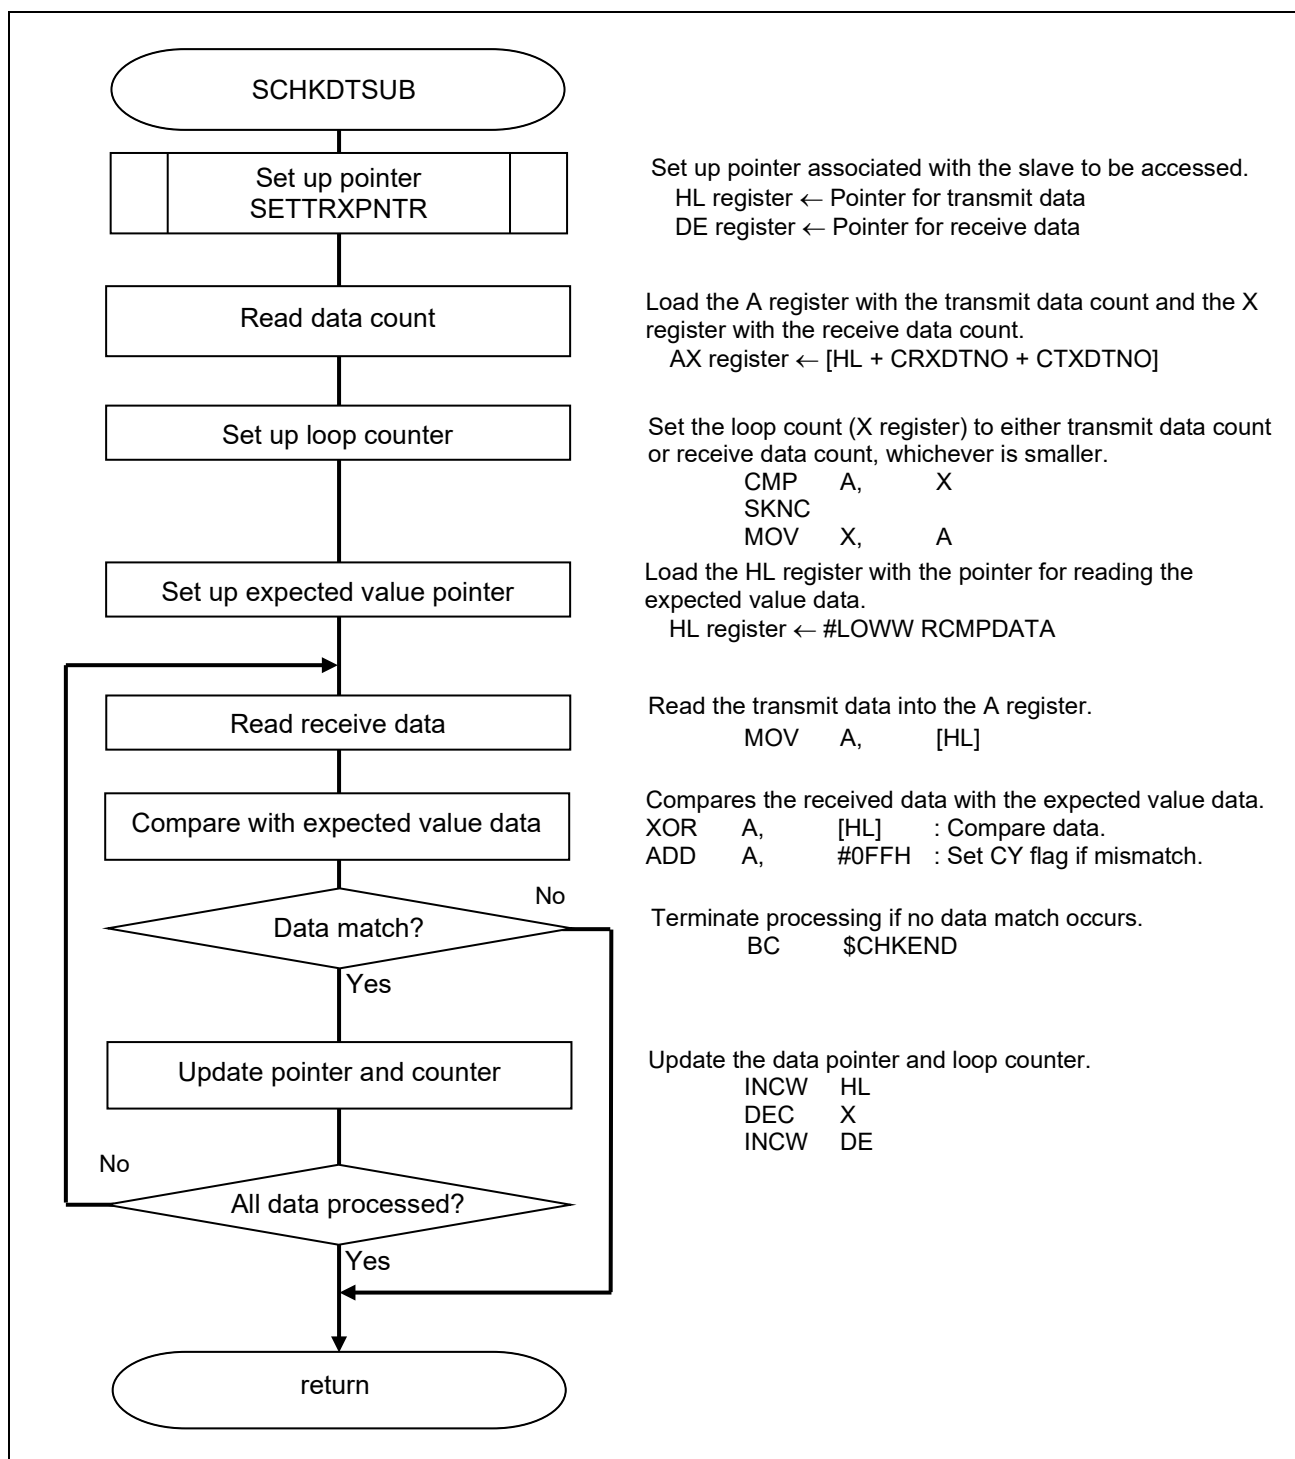 SCHKDTSUB
Set up pointer
SETTRXPNTR
Set up pointer associated with the slave to be accessed.
HL register ← Pointer for transmit data
DE register ← Pointer for receive data
Read data count
Load the A register with the transmit data count and the X
register with the receive data count.
AX register ← [HL + CRXDTNO + CTXDTNO]
Set up loop counter
Set the loop count (X register) to either transmit data count
or receive data count, whichever is smaller.
CMP A, X
SKNC
MOV X, A
Set up expected value pointer
Load the HL register with the pointer for reading the
expected value data.
HL register ← #LOWW RCMPDATA
Read receive data
Read the transmit data into the A register.
MOV A, [HL]
Compare with expected value data
Compares the received data with the expected value data.
XOR A, [HL] : Compare data.
ADD A, #0FFH : Set CY flag if mismatch.
No
Data match?
Terminate processing if no data match occurs.
BC $CHKEND
Yes
Update pointer and counter
Update the data pointer and loop counter.
INCW HL
DEC X
INCW DE
No
All data processed?
Yes
return